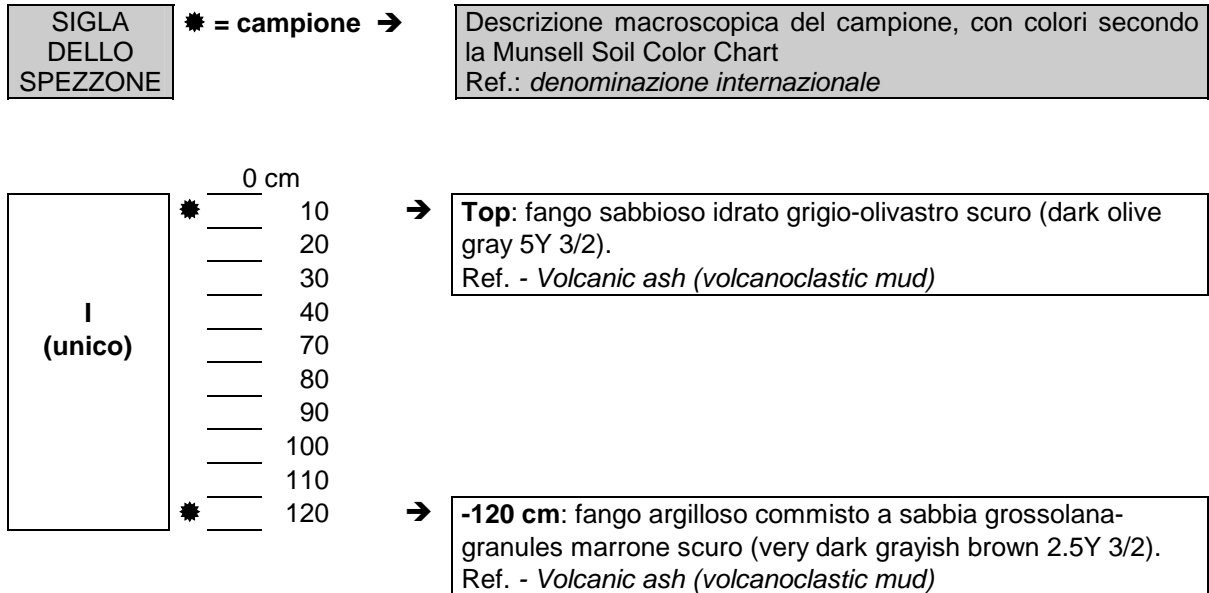 SIGLA
DELLO
SPEZZONE
✹ = campione ➔
Descrizione macroscopica del campione, con colori secondo
la Munsell Soil Color Chart
Ref.: denominazione internazionale
0 cm
10
20
30
40
70
80
90
100
110
120
I
(unico)
➔
Top: fango sabbioso idrato grigio-olivastro scuro (dark olive
gray 5Y 3/2).
Ref. - Volcanic ash (volcanoclastic mud)
➔
-120 cm: fango argilloso commisto a sabbia grossolana-
granules marrone scuro (very dark grayish brown 2.5Y 3/2).
Ref. - Volcanic ash (volcanoclastic mud)